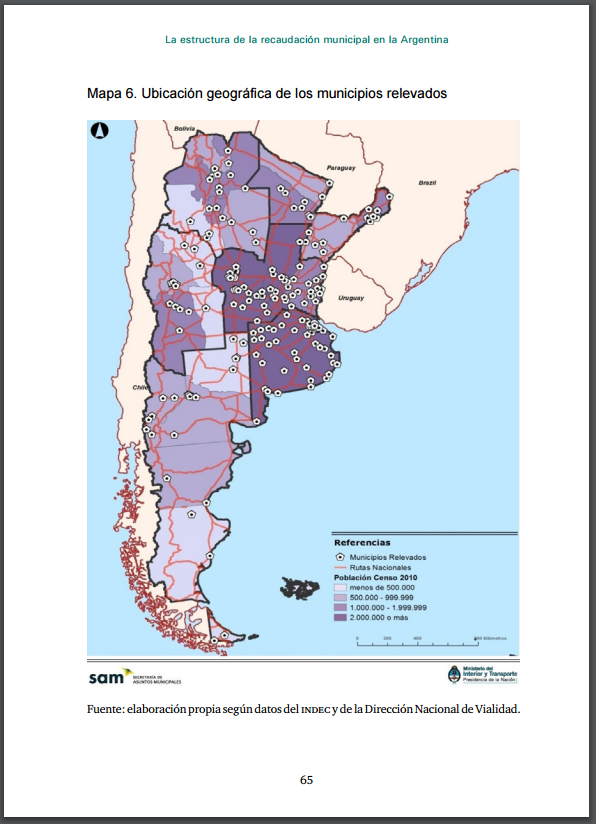 La estructura de la recaudación municipal en la Argentina
Mapa 6. Ubicación geográfica de los municipios relevados
Bolivia
Paraguay
Brazil
Uruguay
Chile
Referencias
Municipios Relevados
Rutas Nacionales
Población Censo 2010
menos de 500.000
500.000 - 999.999
1.000.000 - 1.999.999
2.000.000 o más
0 200 400 800 Kilómetros
sam SECRETARÍA DE
ASUNTOS MUNICIPALES
Ministerio del
Interior y Transporte
Presidencia de la Nación
Fuente: elaboración propia según datos del INDEC y de la Dirección Nacional de Vialidad.
65